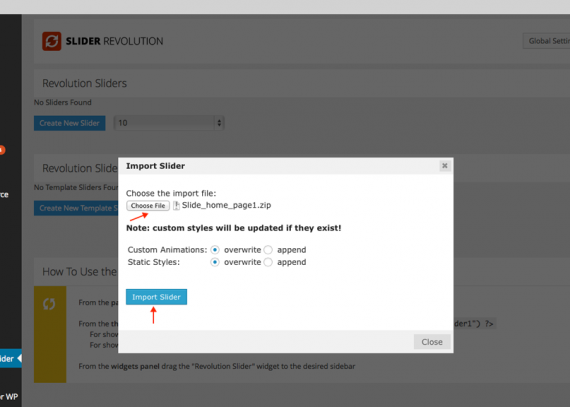 SLIDER REVOLUTION
Global Setti
Revolution Sliders
No Sliders Found
Create New Slider 10
Revolution Slide
No Template Sliders Four
Create New Template S
Import Slider
Choose the import file:
Choose File Slide_home_page1.zip
Note: custom styles will be updated if they exist!
Custom Animations: overwrite append
Static Styles: overwrite append
Import Slider
Close
How To Use the
From the pa
From the th der1") ?>
For show
For show
From the widgets panel drag the "Revolution Slider" widget to the desired sidebar
rce
ider
r WP